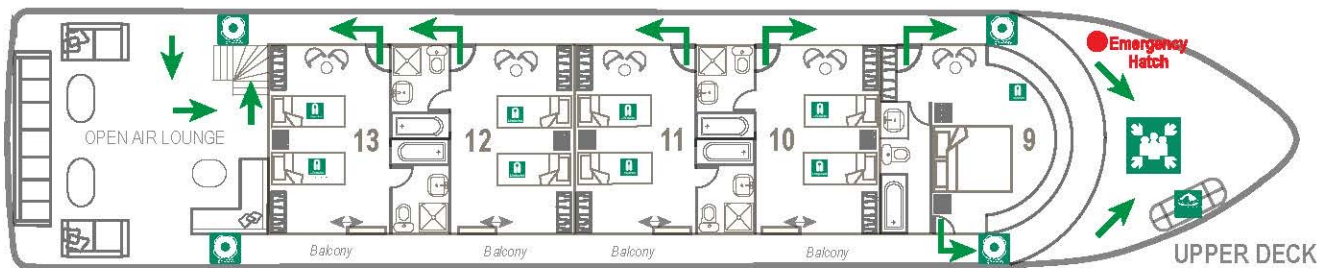 Emergency
Hatch
OPEN AIR LOUNGE
13
12
11
10
9
Balcony
Balcony
Balcony
Balcony
UPPER DECK